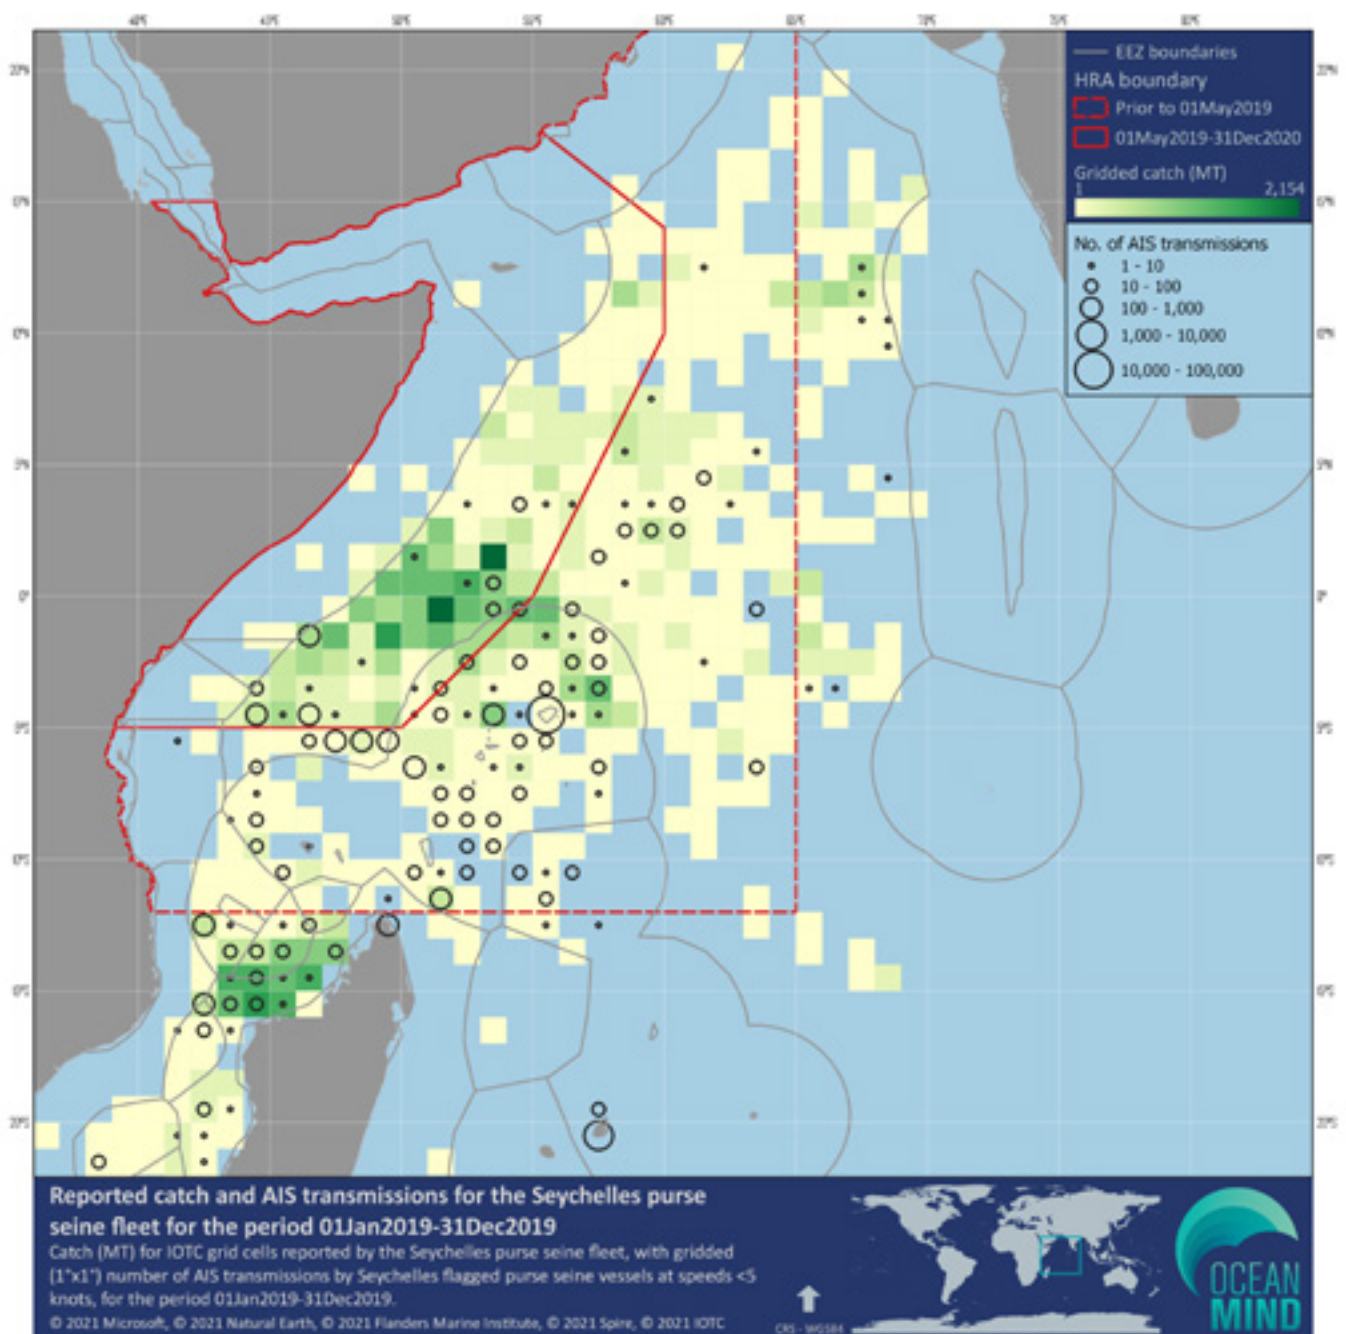 EEZ boundaries
HRA boundary
Prior to 01May2019
01May2019-31Dec2020
Gridded catch (MT)
1 2,154
No. of AIS transmissions
1 - 10
10 - 100
100 - 1,000
1,000 - 10,000
10,000 - 100,000
Reported catch and AIS transmissions for the Seychelles purse
seine fleet for the period 01Jan2019-31Dec2019
Catch (MT) for IOTC grid cells reported by the Seychelles purse seine fleet, with gridded
(1°x1°) number of AIS transmissions by Seychelles flagged purse seine vessels at speeds <5
knots, for the period 01Jan2019-31Dec2019.
© 2021 Microsoft, © 2021 Natural Earth, © 2021 Flanders Marine Institute, © 2021 Spire, © 2021 IOTC
CRS - WGS84
OCEAN
MIND